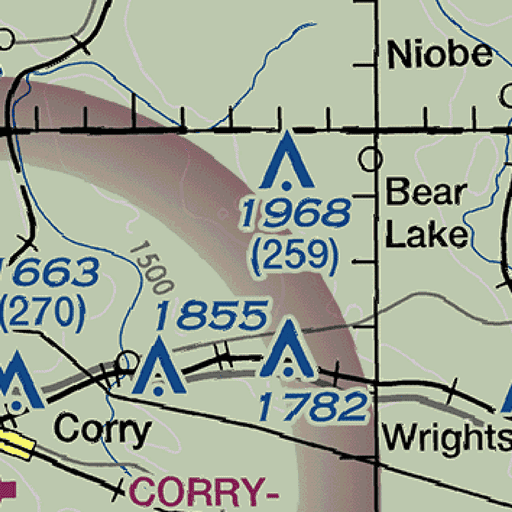 Niobe
Bear
Lake
1968
(259)
1500
663
(270)
1855
1782
Corry
Wrights
CORRY-